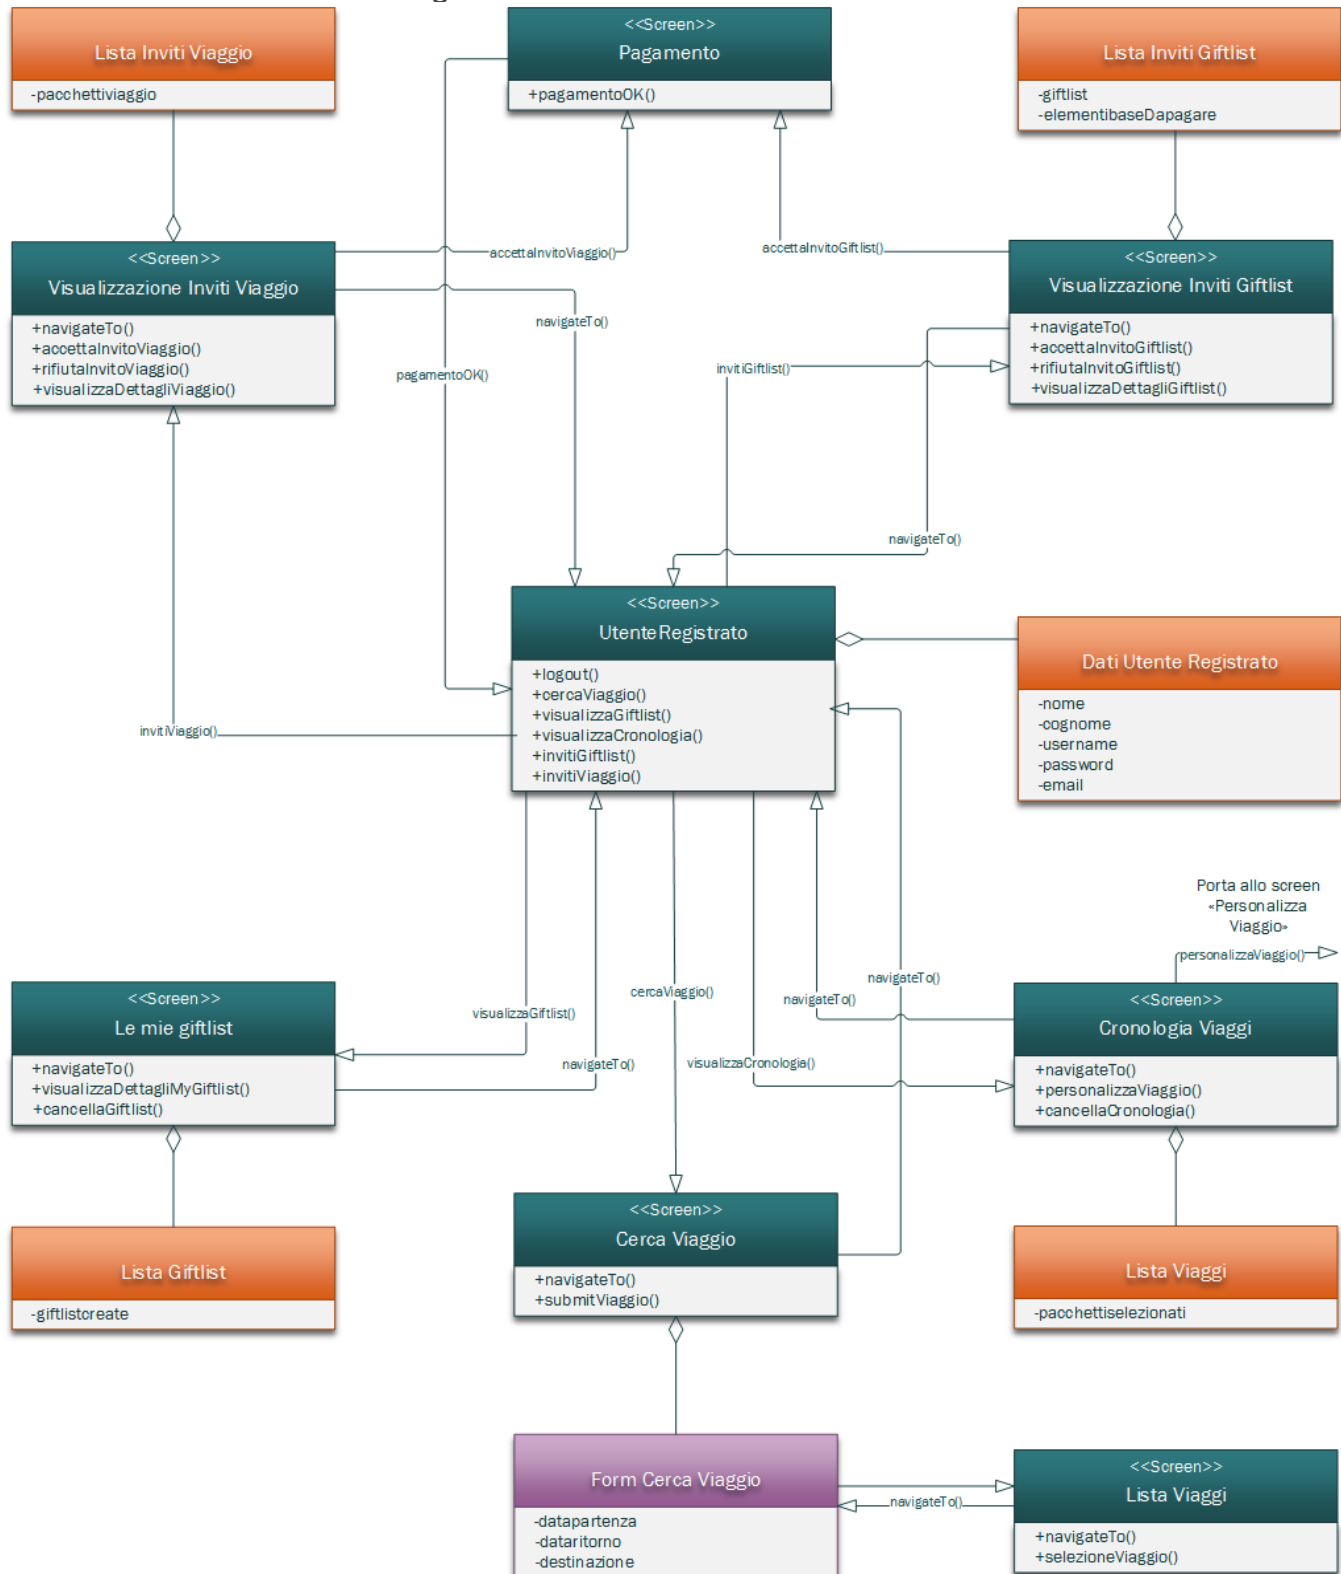 Lista Inviti Viaggio
-pacchettiviaggio
<<Screen>>
Pagamento
+pagamentoOK()
Lista Inviti Giftlist
-giftlist
-elementibaseDapagare
accettaInvitoViaggio()
accettaInvitoGiftlist()
<<Screen>>
Visualizzazione Inviti Viaggio
+navigateTo()
+accettaInvitoViaggio()
+rifiutaInvitoViaggio()
+visualizzaDettagliViaggio()
<<Screen>>
Visualizzazione Inviti Giftlist
+navigateTo()
+accettaInvitoGiftlist()
+rifiutaInvitoGiftlist()
+visualizzaDettagliGiftlist()
navigateTo()
pagamentoOK()
invitiGiftlist()
navigateTo()
<<Screen>>
UtenteRegistrato
+logout()
+cercaViaggio()
+visualizzaGiftlist()
+visualizzaCronologia()
+invitiGiftlist()
+invitiViaggio()
invitiViaggio()
Dati Utente Registrato
-nome
-cognome
-username
-password
-email
Porta allo screen
«Personalizza
Viaggio»
personalizzaViaggio()
navigateTo()
cercaViaggio()
navigateTo()
visualizzaGiftlist()
navigateTo()
visualizzaCronologia()
<<Screen>>
Le mie giftlist
+navigateTo()
+visualizzaDettagliMyGiftlist()
+cancellaGiftlist()
<<Screen>>
Cronologia Viaggi
+navigateTo()
+personalizzaViaggio()
+cancellaCronologia()
Lista Giftlist
-giftlistcreate
<<Screen>>
Cerca Viaggio
+navigateTo()
+submitViaggio()
Lista Viaggi
-pacchettiselezionati
Form Cerca Viaggio
-datapartenza
-dataritorno
-destinazione
navigateTo()
<<Screen>>
Lista Viaggi
+navigateTo()
+selezioneViaggio()